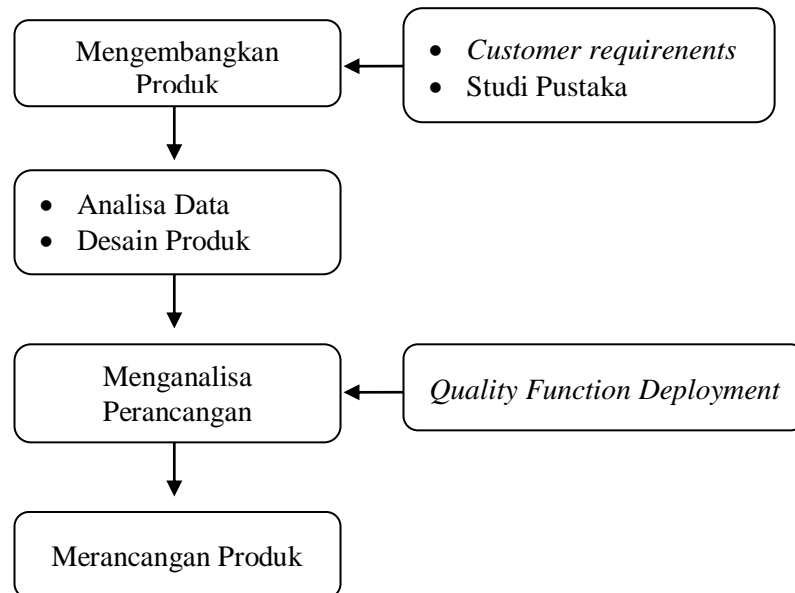 Mengembangkan
Produk
• Customer requirenents
• Studi Pustaka
• Analisa Data
• Desain Produk
Menganalisa
Perancangan
Quality Function Deployment
Merancangan Produk